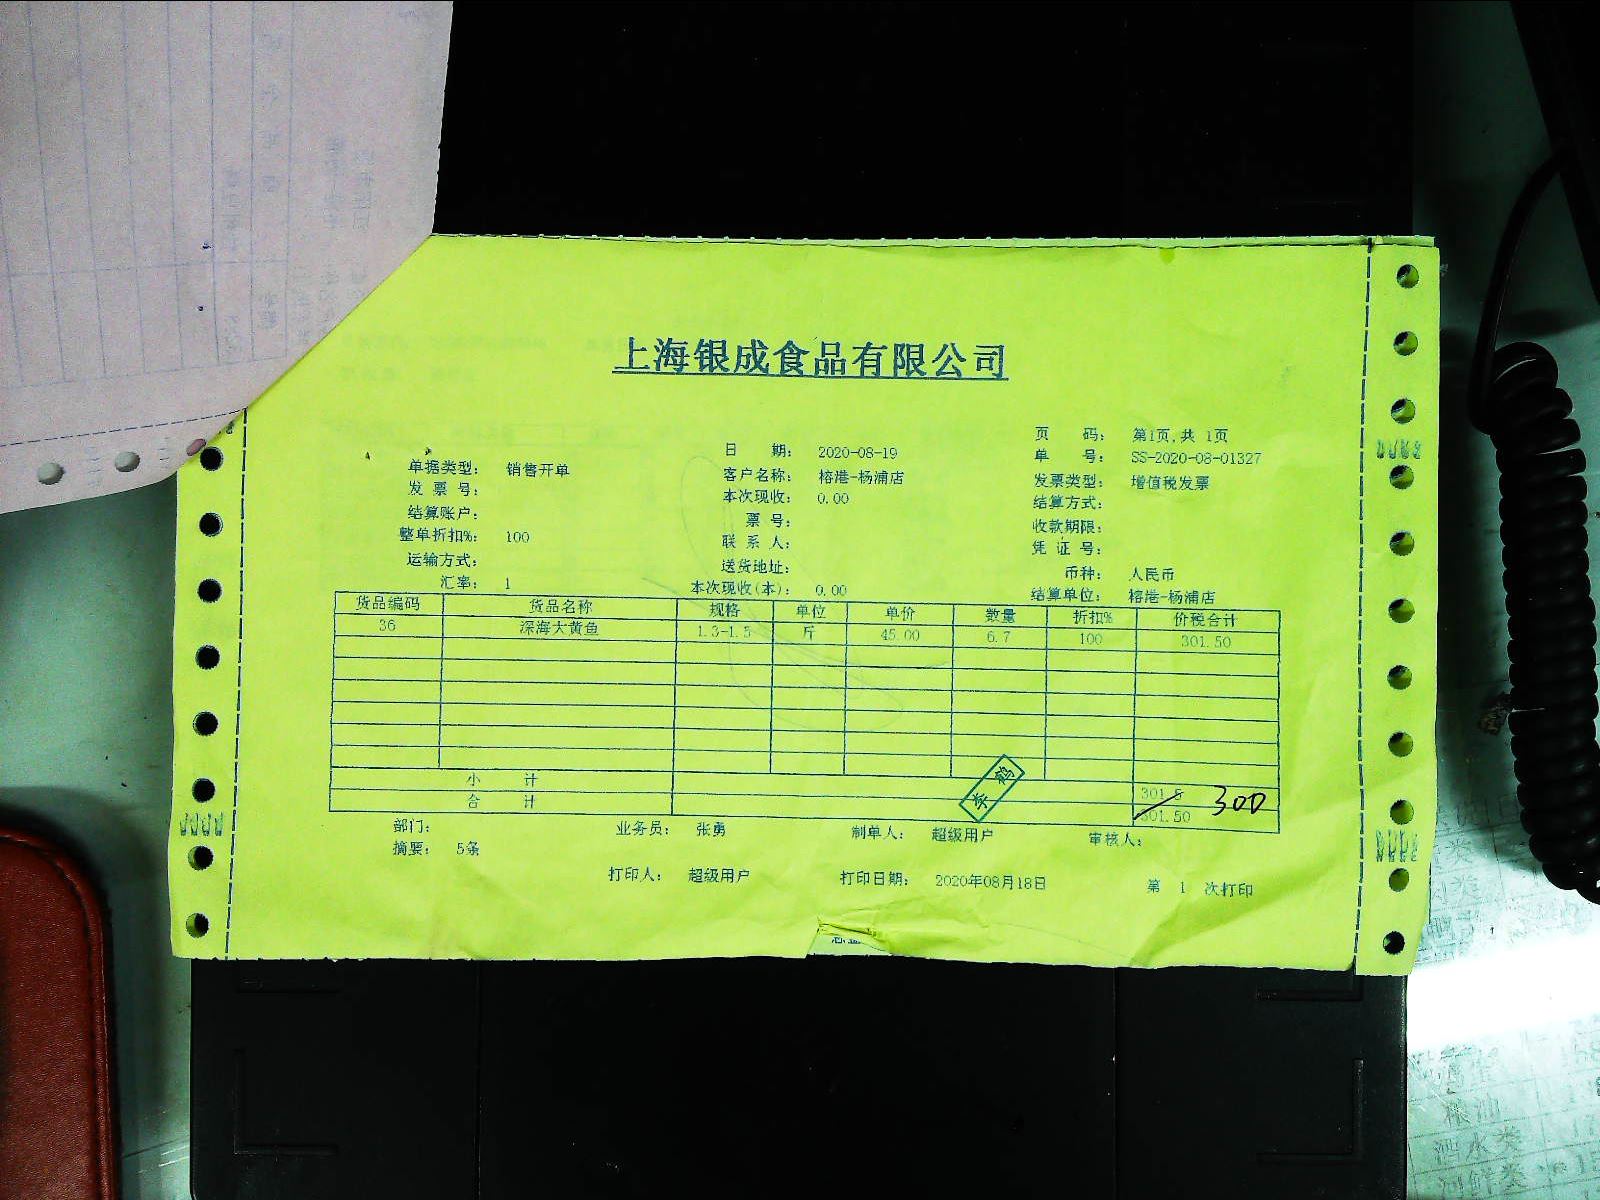 上海银成食品有限公司
页 码： 第1页,共 1页
日 期： 2020-08-19 单 号： SS-2020-08-01327
单据类型： 销售开单 客户名称： 榕港-杨浦店 发票类型： 增值税发票
发 票 号： 本次现收： 0.00 结算方式：
结算账户： 票 号： 收款期限：
整单折扣%： 100 联 系 人： 凭 证 号：
运输方式： 送货地址： 币种： 人民币
汇率： 1 本次现收(本)： 0.00 结算单位： 榕港-杨浦店
货品编码 货品名称 规格 单位 单价 数量 折扣% 价税合计
36 深海大黄鱼 1.3-1.5 斤 45.00 6.7 100 301.50
小 计 301.5
合 计 301.50
300
部门： 业务员： 张勇 制单人： 超级用户 审核人：
摘要： 5条
打印人： 超级用户 打印日期： 2020年08月18日 第 1 次打印
粮油
酒水类
河鲜类